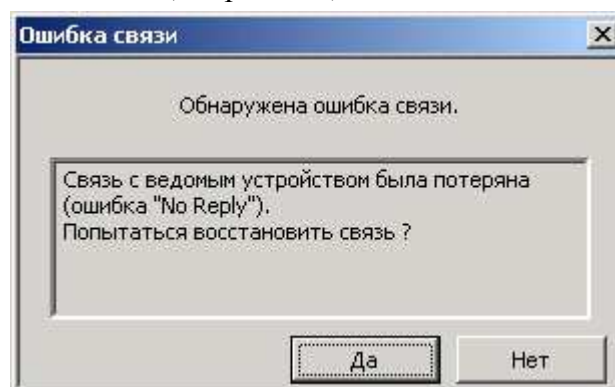 Ошибка связи
Обнаружена ошибка связи.
Связь с ведомым устройством была потеряна
(ошибка "No Reply").
Попытаться восстановить связь ?
Да
Нет